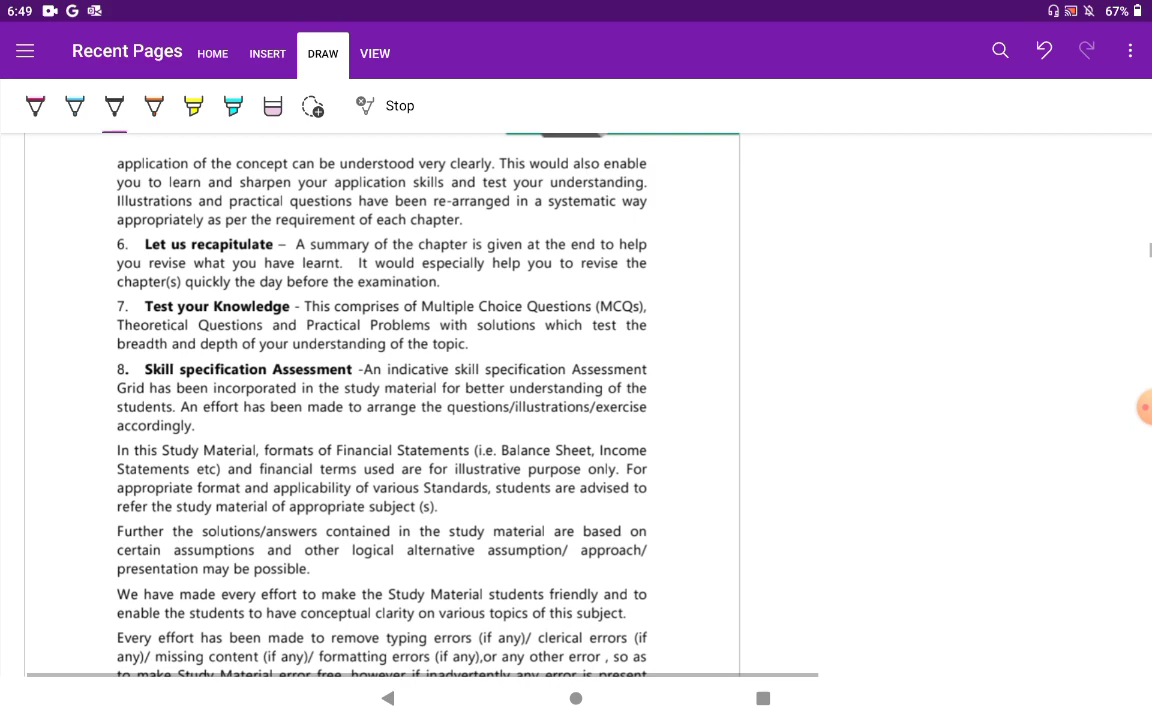 6:49
67%
Recent Pages HOME INSERT DRAW VIEW
Stop
application of the concept can be understood very clearly. This would also enable
you to learn and sharpen your application skills and test your understanding.
Illustrations and practical questions have been re-arranged in a systematic way
appropriately as per the requirement of each chapter.
6. Let us recapitulate – A summary of the chapter is given at the end to help
you revise what you have learnt. It would especially help you to revise the
chapter(s) quickly the day before the examination.
7. Test your Knowledge - This comprises of Multiple Choice Questions (MCQs),
Theoretical Questions and Practical Problems with solutions which test the
breadth and depth of your understanding of the topic.
8. Skill specification Assessment -An indicative skill specification Assessment
Grid has been incorporated in the study material for better understanding of the
students. An effort has been made to arrange the questions/illustrations/exercise
accordingly.
In this Study Material, formats of Financial Statements (i.e. Balance Sheet, Income
Statements etc) and financial terms used are for illustrative purpose only. For
appropriate format and applicability of various Standards, students are advised to
refer the study material of appropriate subject (s).
Further the solutions/answers contained in the study material are based on
certain assumptions and other logical alternative assumption/ approach/
presentation may be possible.
We have made every effort to make the Study Material students friendly and to
enable the students to have conceptual clarity on various topics of this subject.
Every effort has been made to remove typing errors (if any)/ clerical errors (if
any)/ missing content (if any)/ formatting errors (if any),or any other error , so as
to make Study Material error free, however if inadvertently any error is present